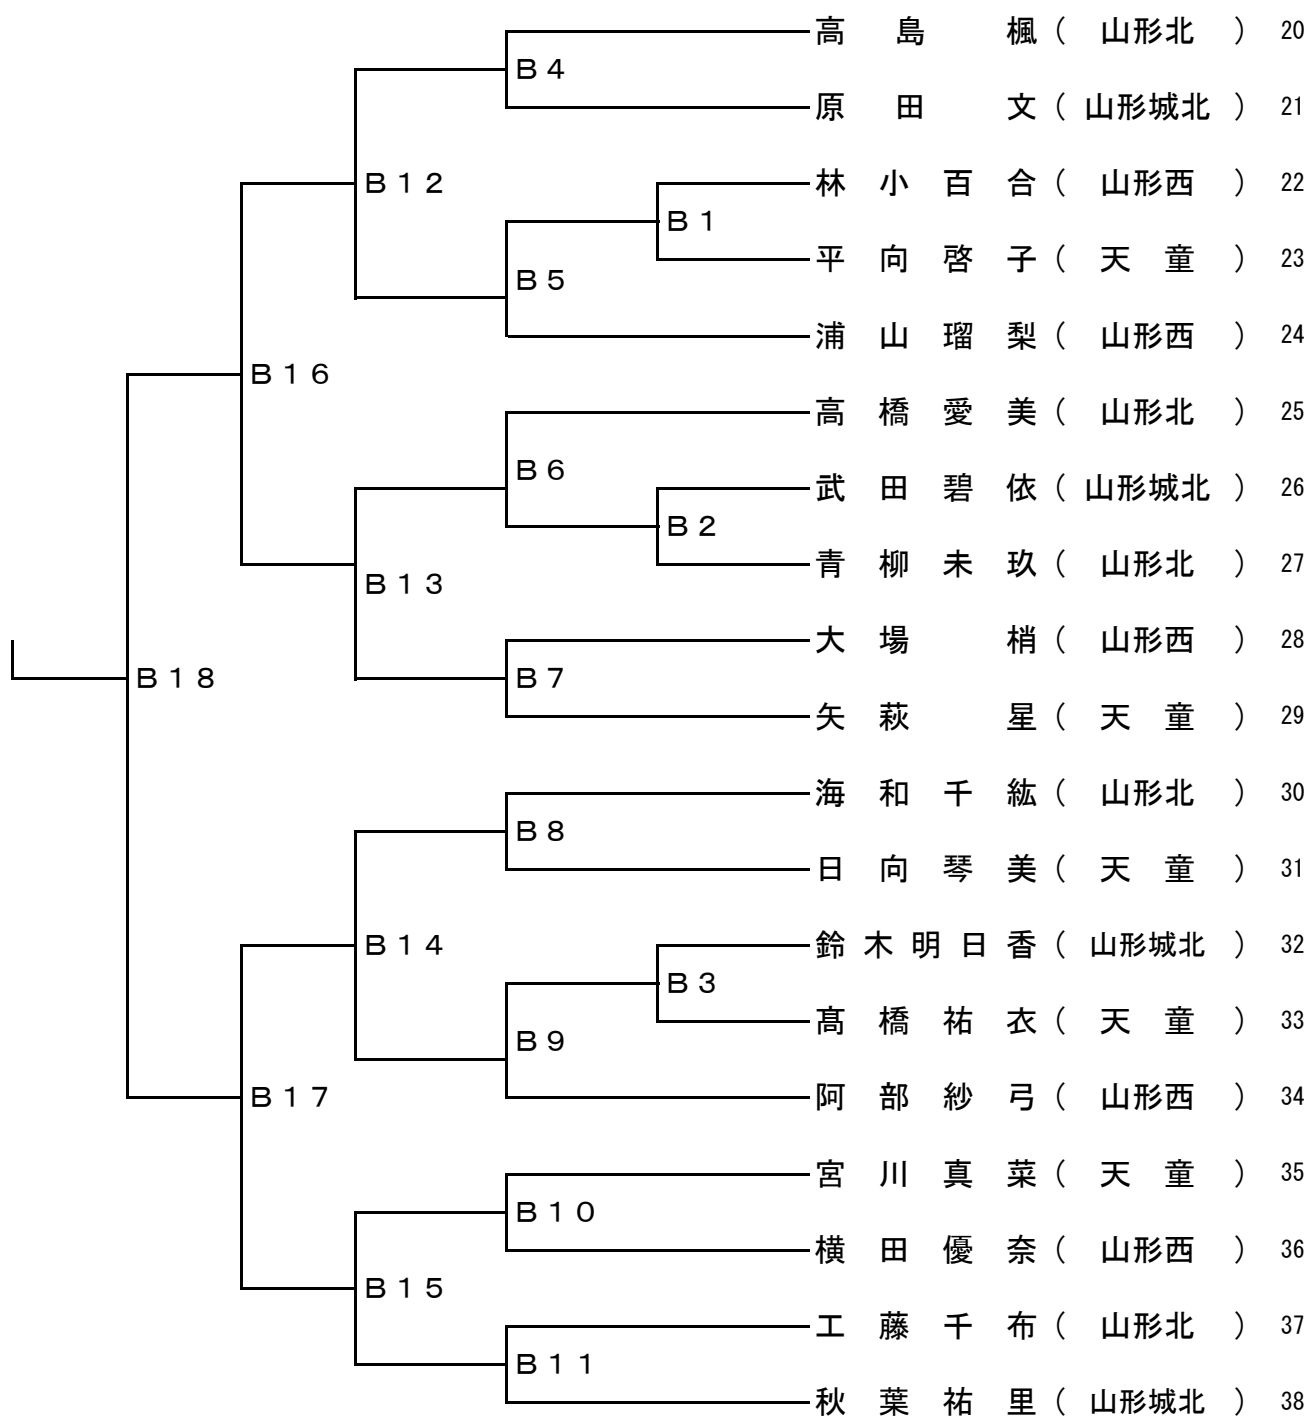 高島楓(山形北) 20
B4
原田文(山形城北) 21
B12
林小百合(山形西) 22
B1
平向啓子(天童) 23
B5
浦山瑠梨(山形西) 24
B16
高橋愛美(山形北) 25
B6
武田碧依(山形城北) 26
B2
青柳未玖(山形北) 27
B13
大場梢(山形西) 28
B7
B18
矢萩星(天童) 29
海和千紘(山形北) 30
B8
日向琴美(天童) 31
B14
鈴木明日香(山形城北) 32
B3
髙橋祐衣(天童) 33
B9
阿部紗弓(山形西) 34
B17
宮川真菜(天童) 35
B10
横田優奈(山形西) 36
B15
工藤千布(山形北) 37
B11
秋葉祐里(山形城北) 38